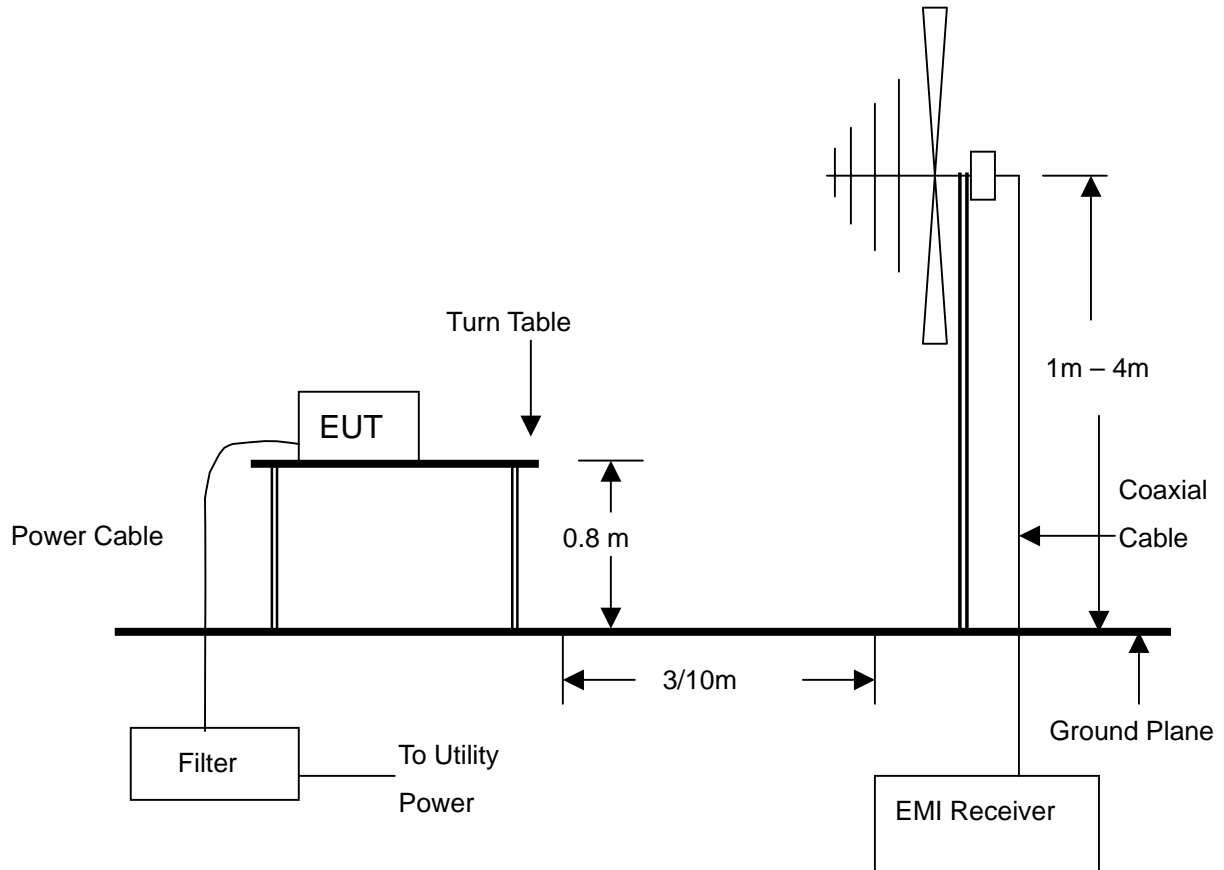 Turn Table
1m – 4m
EUT
Coaxial
Cable
Power Cable
0.8 m
3/10m
Ground Plane
Filter
To Utility
Power
EMI Receiver